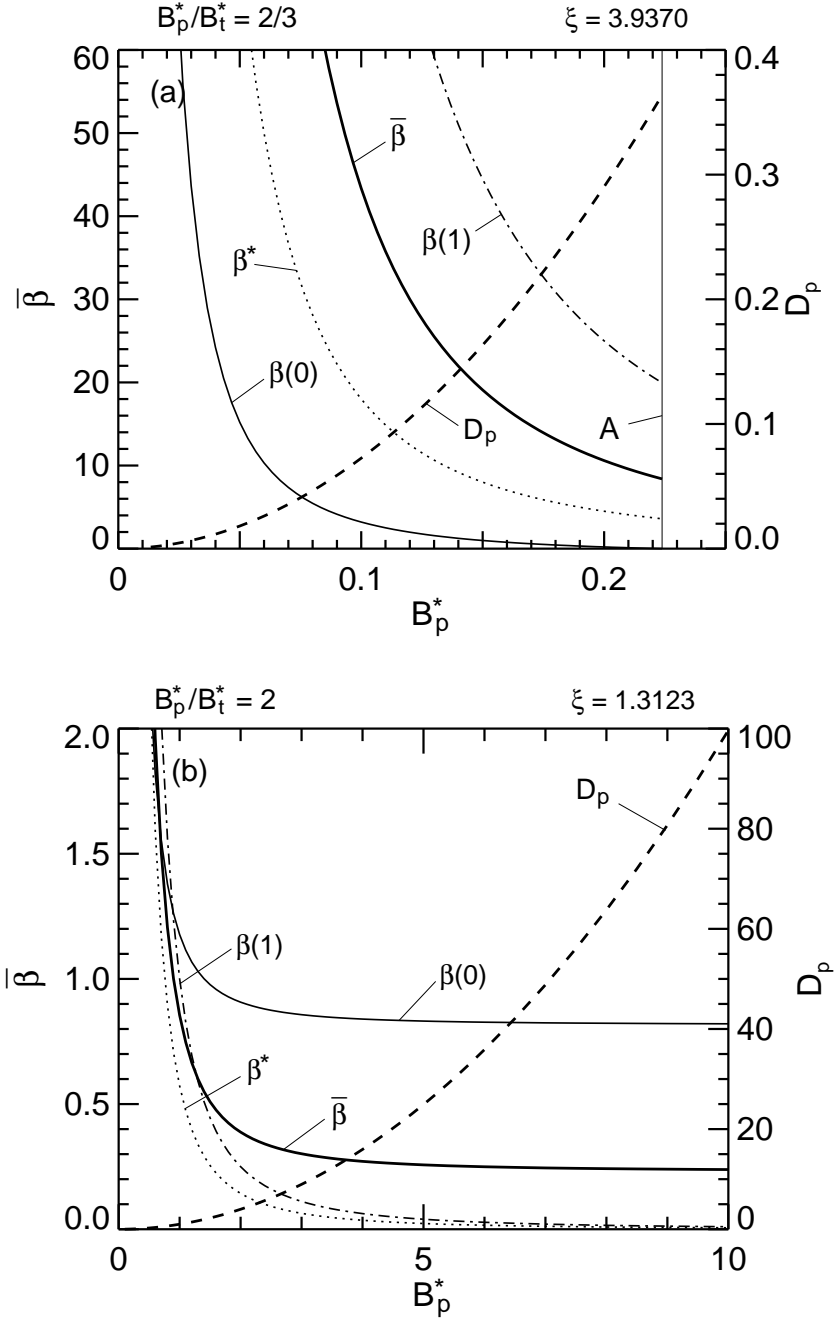 B*p/B*t = 2/3 ξ = 3.9370
60 0.4
(a)
β̄
50
0.3
40
β(1)
β*
β̄ 30 0.2 Dp
β(0)
20
Dp A 0.1
10
0 0.0
0 0.1 0.2
B*p
B*p/B*t = 2 ξ = 1.3123
2.0 100
(b)
Dp
80
1.5
60
β(1) β(0)
β̄ 1.0 Dp
40
β*
β̄
0.5
20
0.0 0
0 5 10
B*p